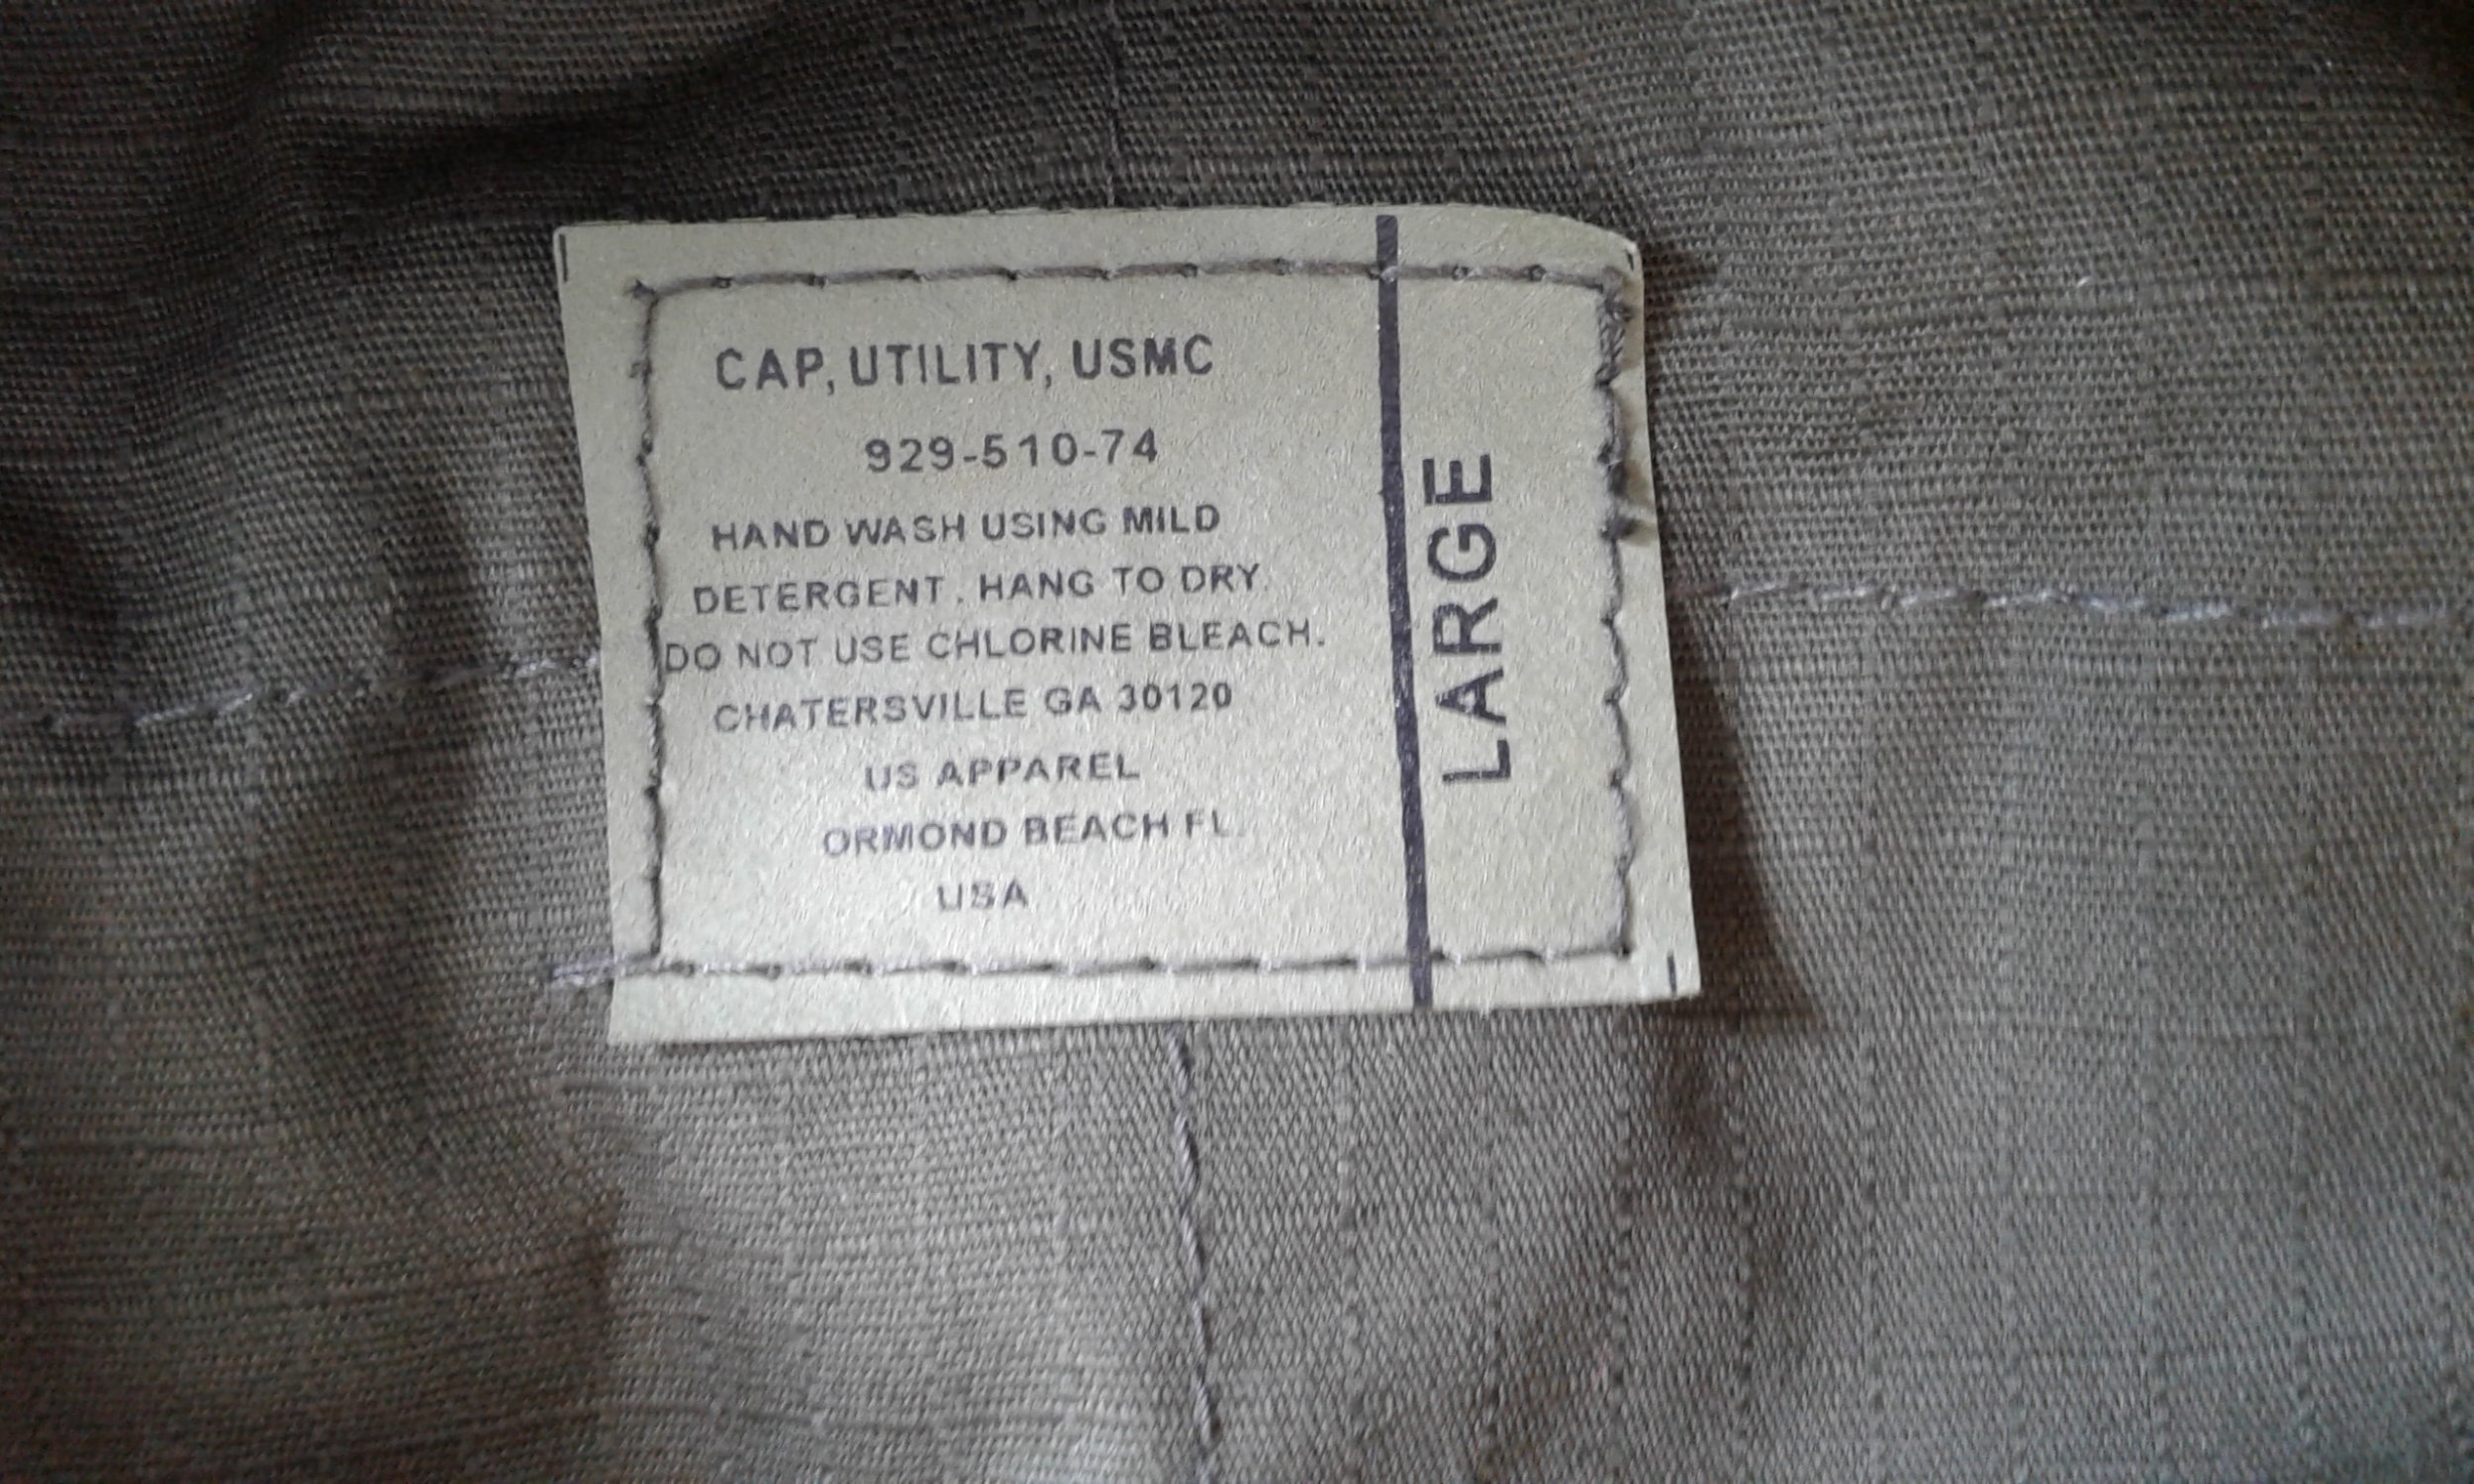 CAP, UTILITY, USMC
929-510-74
HAND WASH USING MILD
DETERGENT. HANG TO DRY.
DO NOT USE CHLORINE BLEACH.
CHATERSVILLE GA 30120
US APPAREL
ORMOND BEACH FL
USA
LARGE